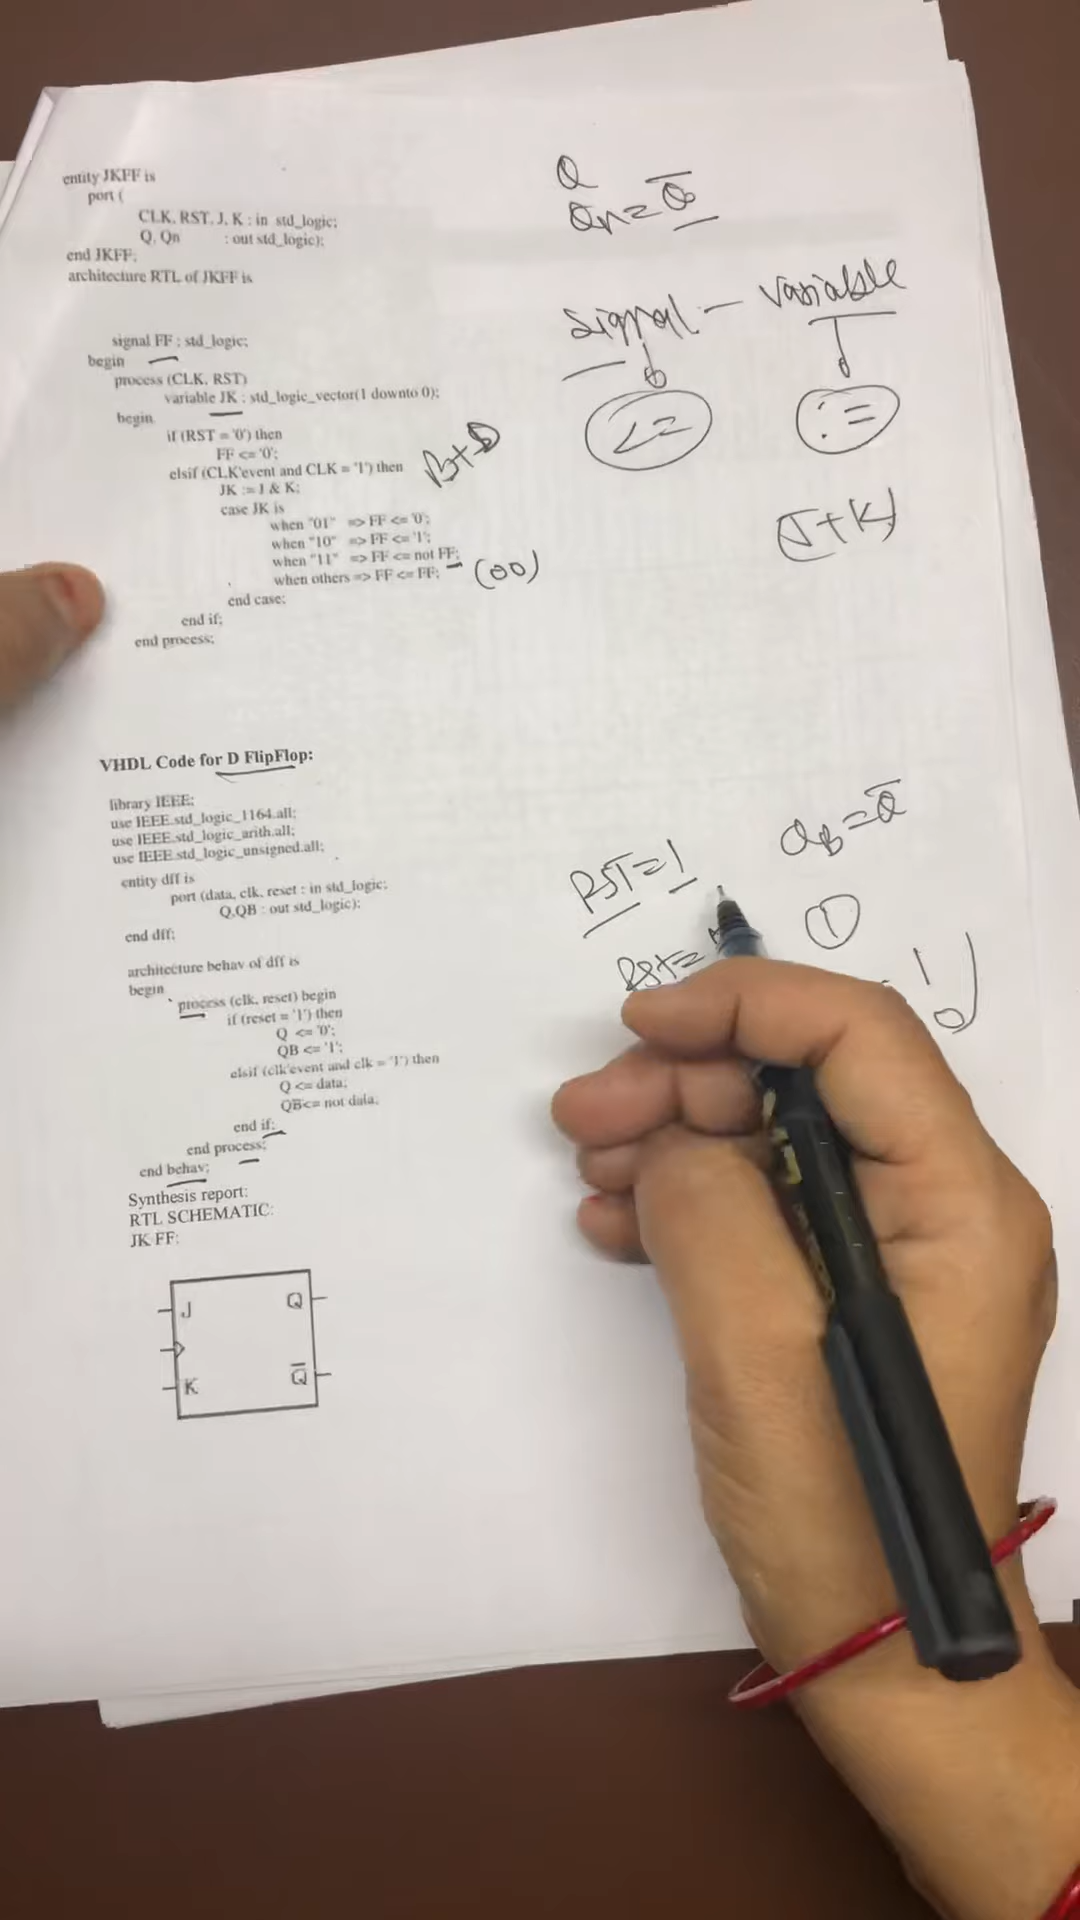 entity JKFF is
port (
CLK, RST, J, K : in std_logic;
Q, Qn : out std_logic);
end JKFF;
architecture RTL of JKFF is
signal FF : std_logic;
begin
process (CLK, RST)
variable JK : std_logic_vector(1 downto 0);
begin
if (RST = '0') then
FF <= '0';
elsif (CLK'event and CLK = '1') then
JK := J & K;
case JK is
when "01" => FF <= '0';
when "10" => FF <= '1';
when "11" => FF <= not FF;
when others => FF <= FF;
(00)
end case;
end if;
end process;
Q
Qn = Q̅
signal - variable
<= :=
(J+K)
VHDL Code for D FlipFlop:
library IEEE;
use IEEE.std_logic_1164.all;
use IEEE.std_logic_arith.all;
use IEEE.std_logic_unsigned.all;
entity dff is
port (data, clk, reset : in std_logic;
Q,QB : out std_logic);
end dff;
architecture behav of dff is
begin
process (clk, reset) begin
if (reset = '1') then
Q <= '0';
QB <= '1';
elsif (clk'event and clk = '1') then
Q <= data;
QB<= not data;
end if;
end process;
end behav;
QB = Q̅
RST = 1
1
Rst =
1
0
Synthesis report:
RTL SCHEMATIC:
JK FF:
J Q
K Q̅